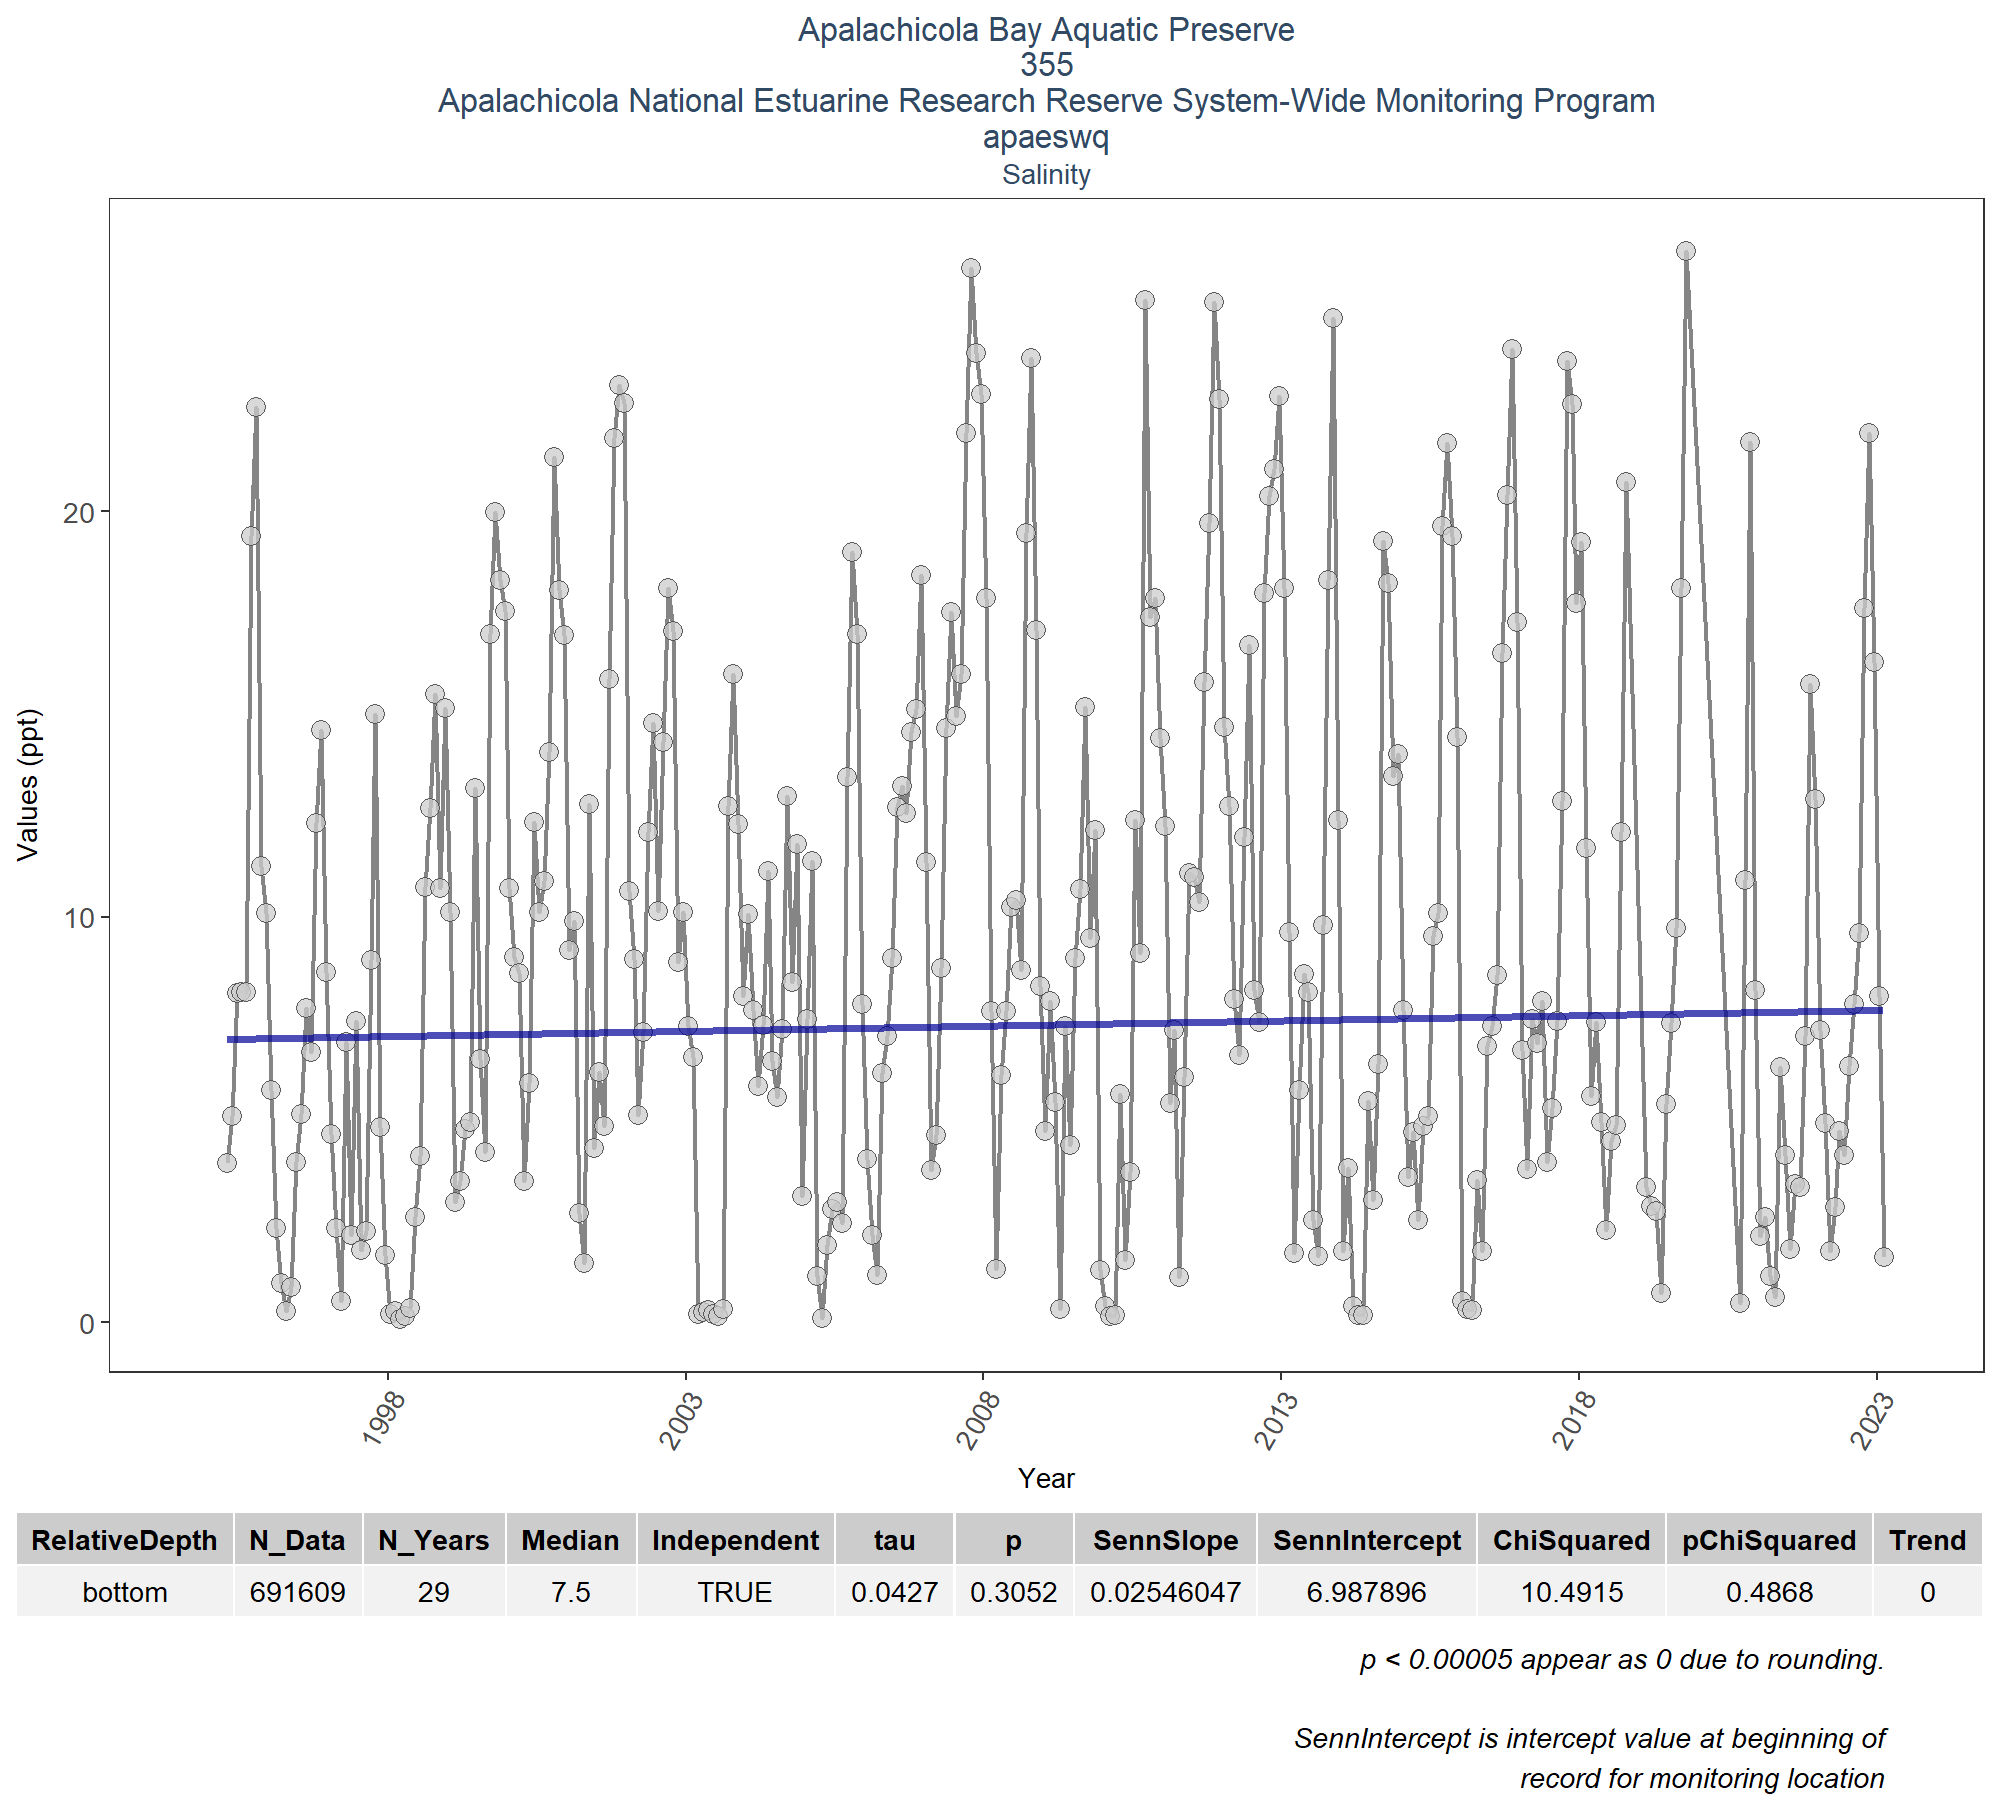 Apalachicola Bay Aquatic Preserve
355
Apalachicola National Estuarine Research Reserve System-Wide Monitoring Program
apaeswq
Salinity
Values (ppt)
20
10
0
1998 2003 2008 2013 2018 2023
Year
RelativeDepth N_Data N_Years Median Independent tau p SennSlope SennIntercept ChiSquared pChiSquared Trend
bottom 691609 29 7.5 TRUE 0.0427 0.3052 0.02546047 6.987896 10.4915 0.4868 0
p < 0.00005 appear as 0 due to rounding.
SennIntercept is intercept value at beginning of
record for monitoring location